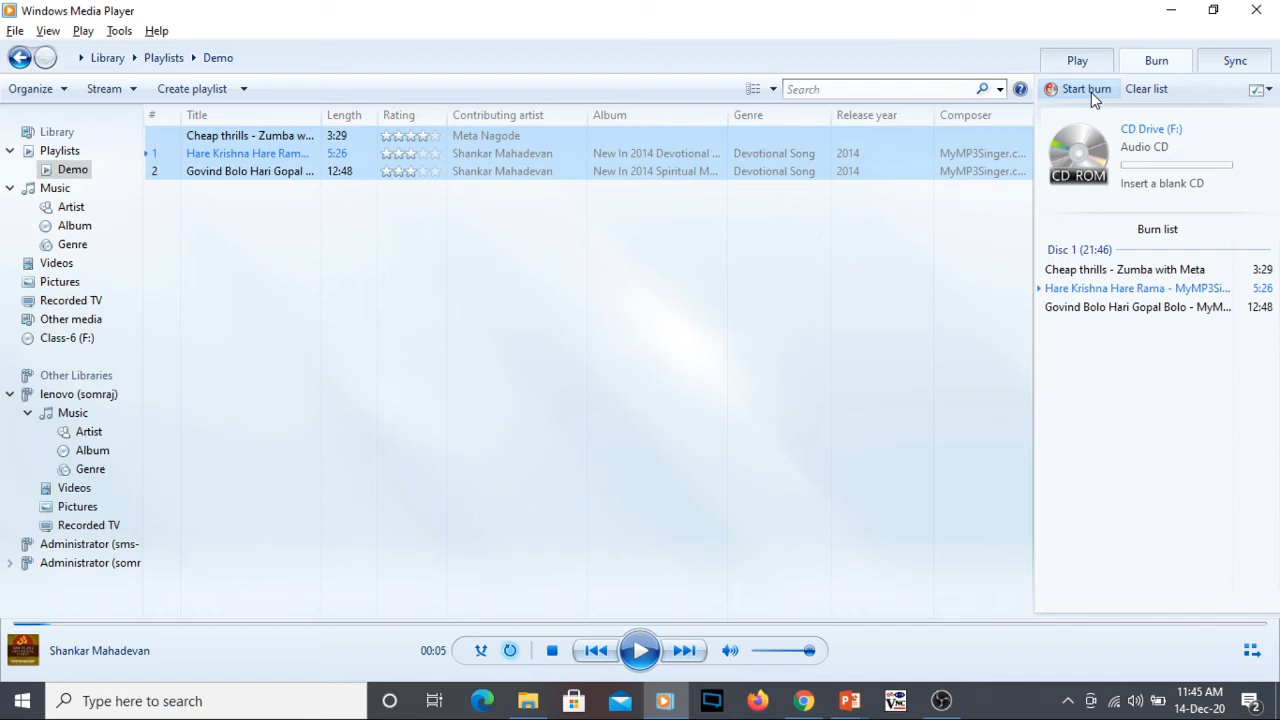 Windows Media Player
File View Play Tools Help
Library Playlists Demo
Play Burn Sync
Organize Stream Create playlist Search Start burn Clear list
# Title Length Rating Contributing artist Album Genre Release year Composer
Cheap thrills - Zumba w... 3:29 Meta Nagode
1 Hare Krishna Hare Ram... 5:26 Shankar Mahadevan New In 2014 Devotional ... Devotional Song 2014 MyMP3Singer.c...
2 Govind Bolo Hari Gopal ... 12:48 Shankar Mahadevan New In 2014 Spiritual M... Devotional Song 2014 MyMP3Singer.c...
Library
Playlists
Demo
Music
Artist
Album
Genre
Videos
Pictures
Recorded TV
Other media
Class-6 (F:)
Other Libraries
lenovo (somraj)
Music
Artist
Album
Genre
Videos
Pictures
Recorded TV
Administrator (sms-
Administrator (somr
CD Drive (F:)
Audio CD
CD ROM
Insert a blank CD
Burn list
Disc 1 (21:46)
Cheap thrills - Zumba with Meta 3:29
Hare Krishna Hare Rama - MyMP3Si... 5:26
Govind Bolo Hari Gopal Bolo - MyM... 12:48
Shankar Mahadevan 00:05
Type here to search
11:45 AM
14-Dec-20
2